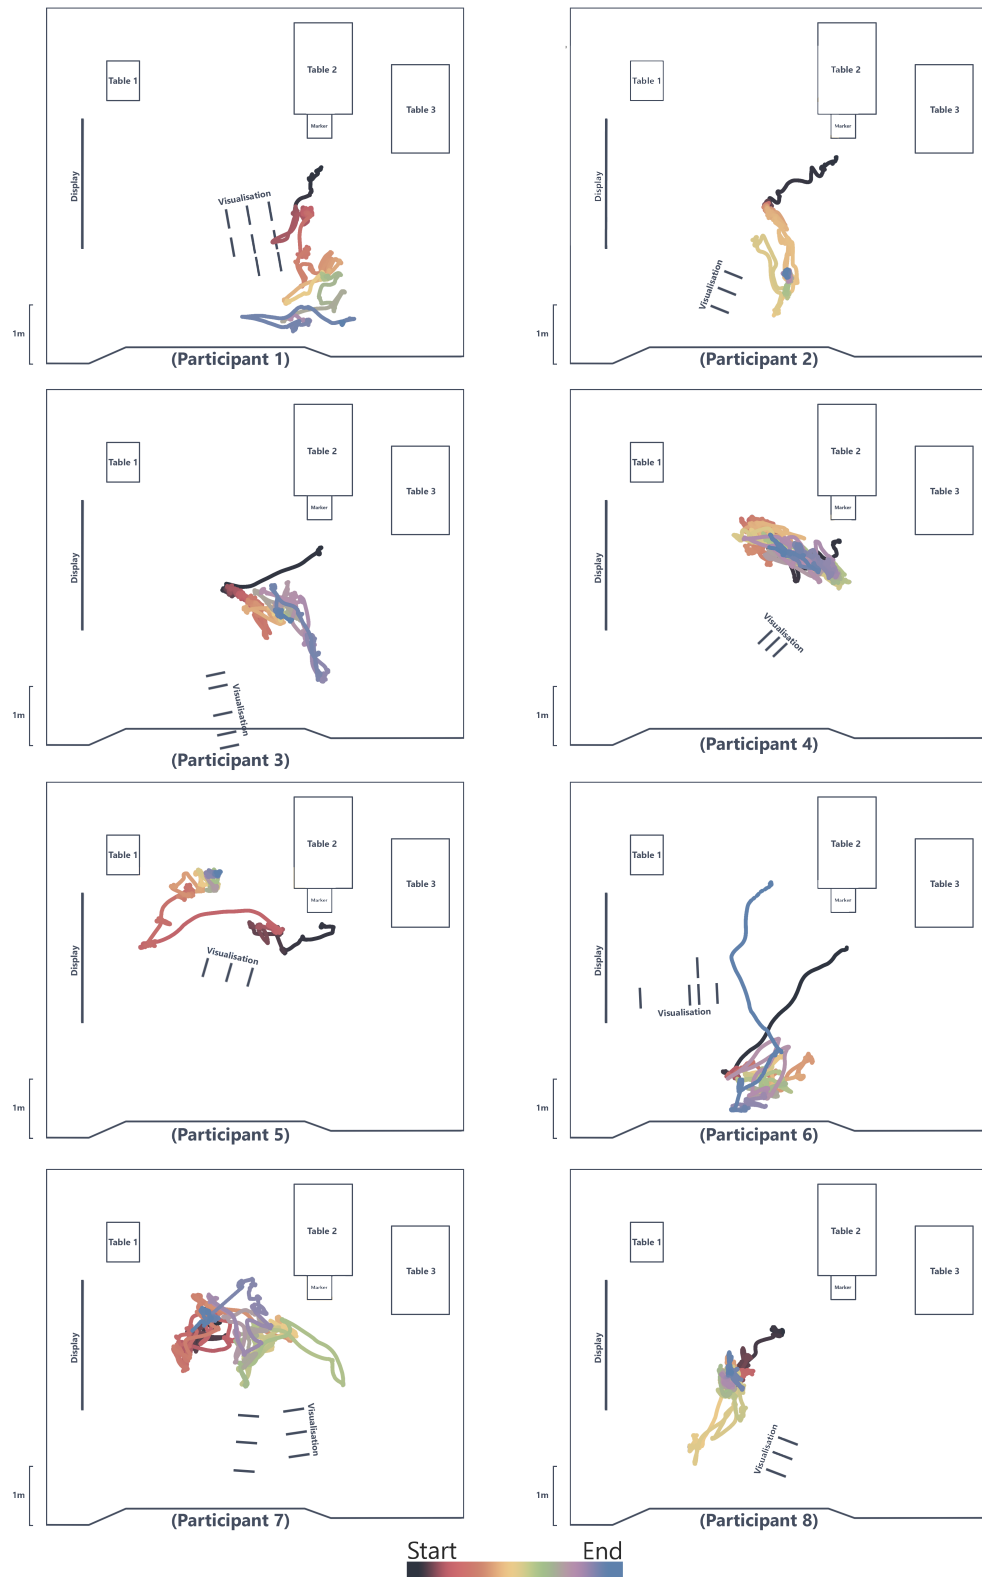 Table 1
Table 2
Table 3
Marker
Display
Visualisation
1m
(Participant 1)
Table 1
Table 2
Table 3
Marker
Display
Visualisation
1m
(Participant 2)
Table 1
Table 2
Table 3
Marker
Display
Visualisation
1m
(Participant 3)
Table 1
Table 2
Table 3
Marker
Display
Visualisation
1m
(Participant 4)
Table 1
Table 2
Table 3
Marker
Display
Visualisation
1m
(Participant 5)
Table 1
Table 2
Table 3
Marker
Display
Visualisation
1m
(Participant 6)
Table 1
Table 2
Table 3
Marker
Display
Visualisation
1m
(Participant 7)
Table 1
Table 2
Table 3
Marker
Display
Visualisation
1m
(Participant 8)
Start
End